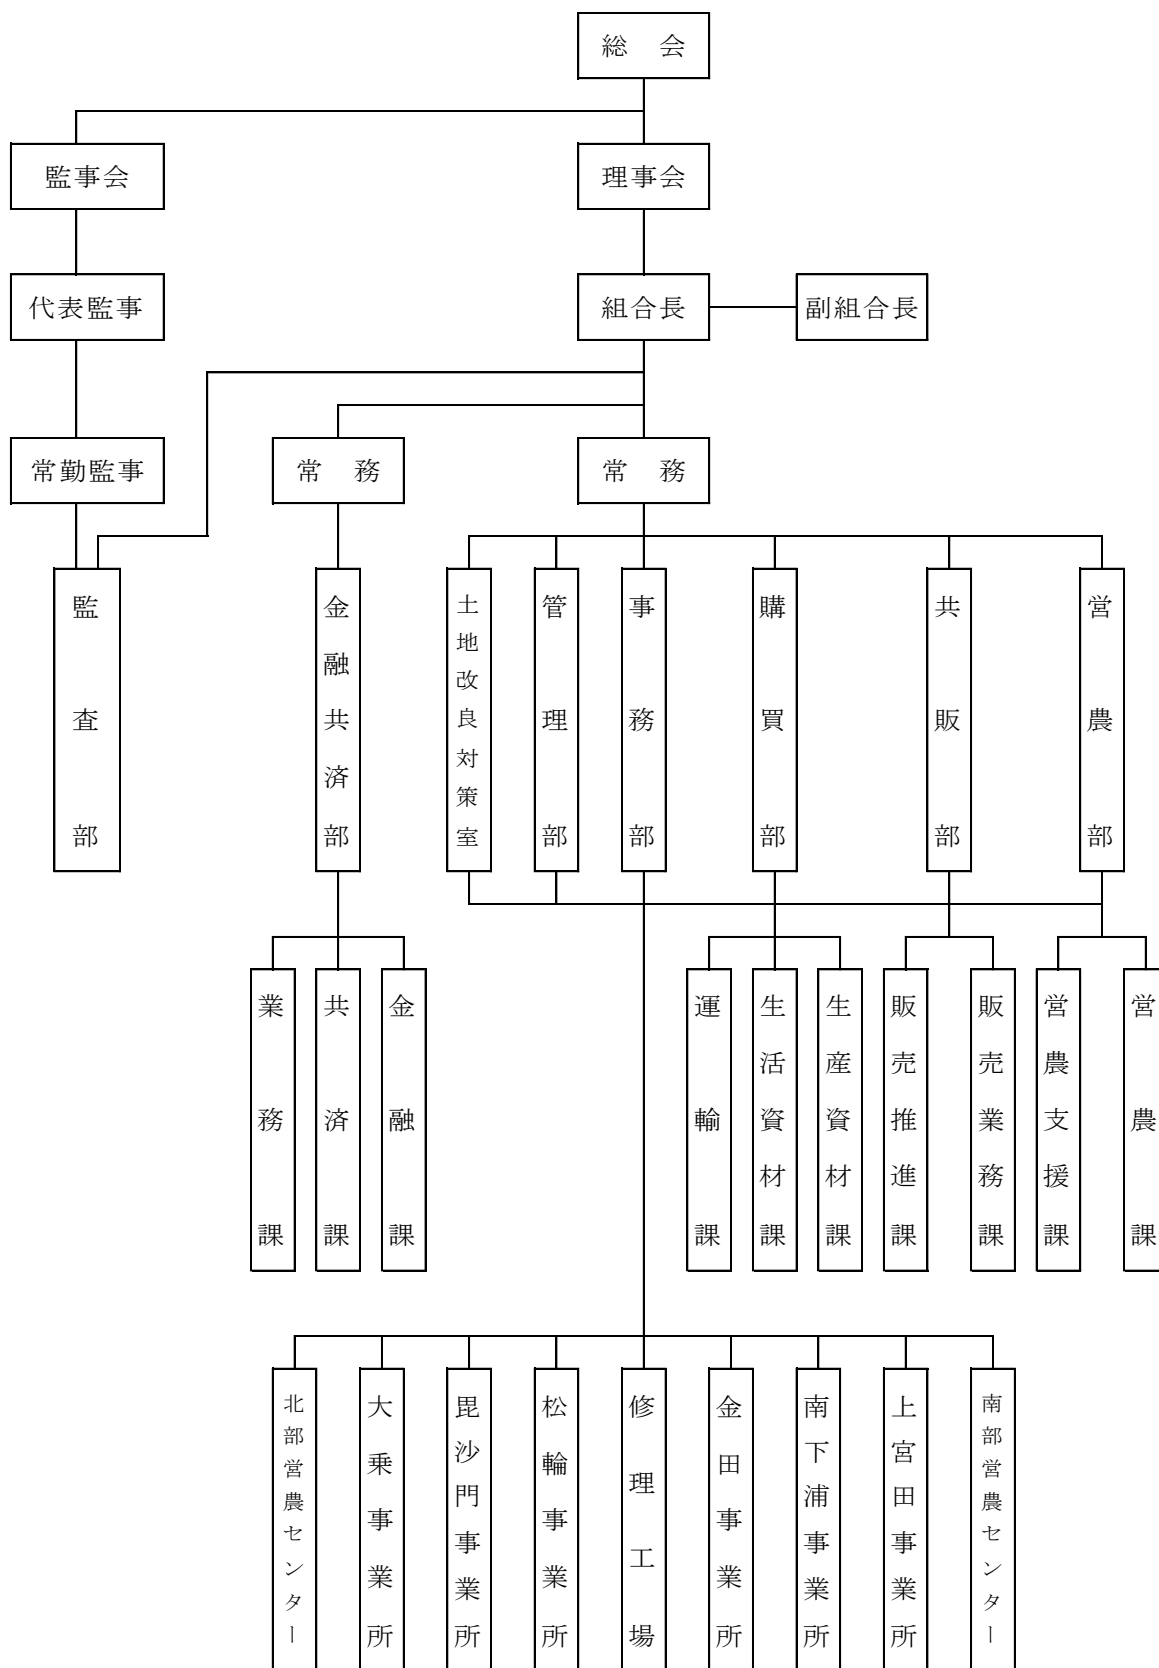 総　会
監事会
理事会
代表監事
組合長
副組合長
常勤監事
常　務
常　務
監査部
金融共済部
土地改良対策室
管理部
事務部
購買部
共販部
営農部
業務課
共済課
金融課
運輸課
生活資材課
生産資材課
販売推進課
販売業務課
営農支援課
営農課
北部営農センター
大乗事業所
毘沙門事業所
松輪事業所
修理工場
金田事業所
南下浦事業所
上宮田事業所
南部営農センター